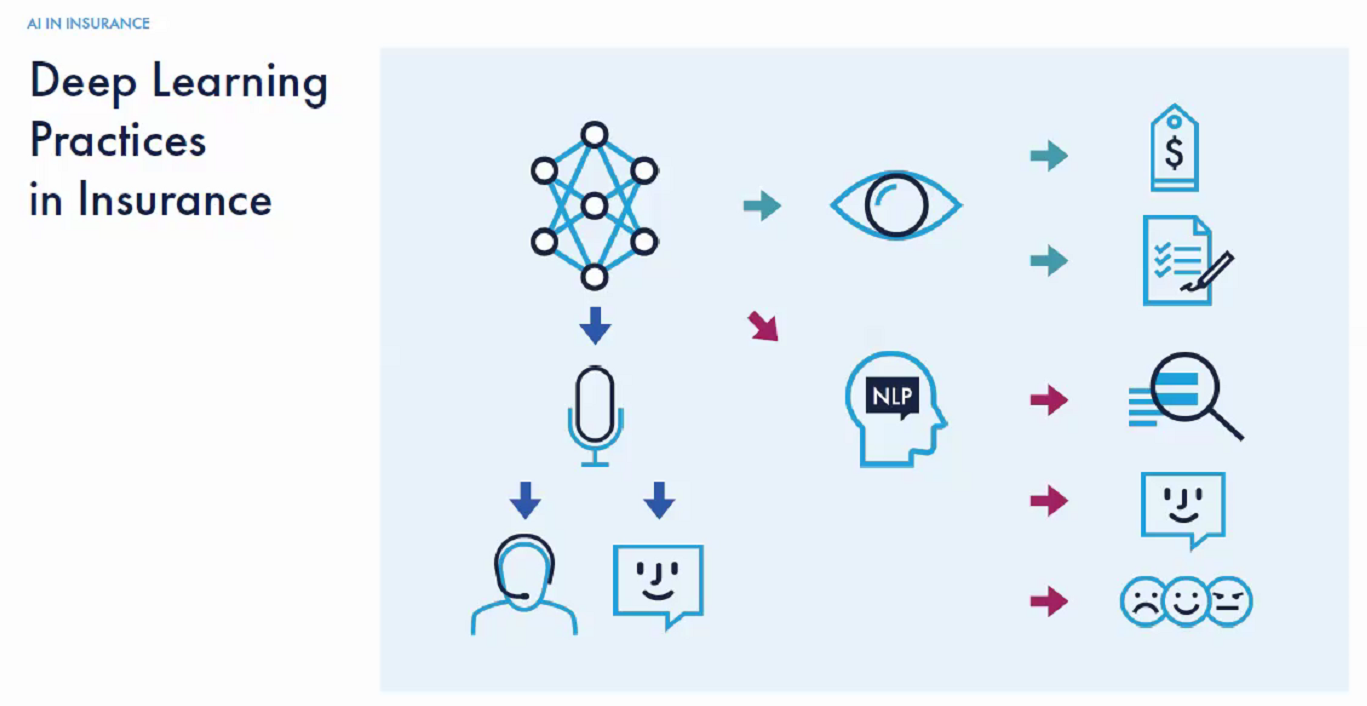 AI IN INSURANCE
Deep Learning
Practices
in Insurance
$
NLP